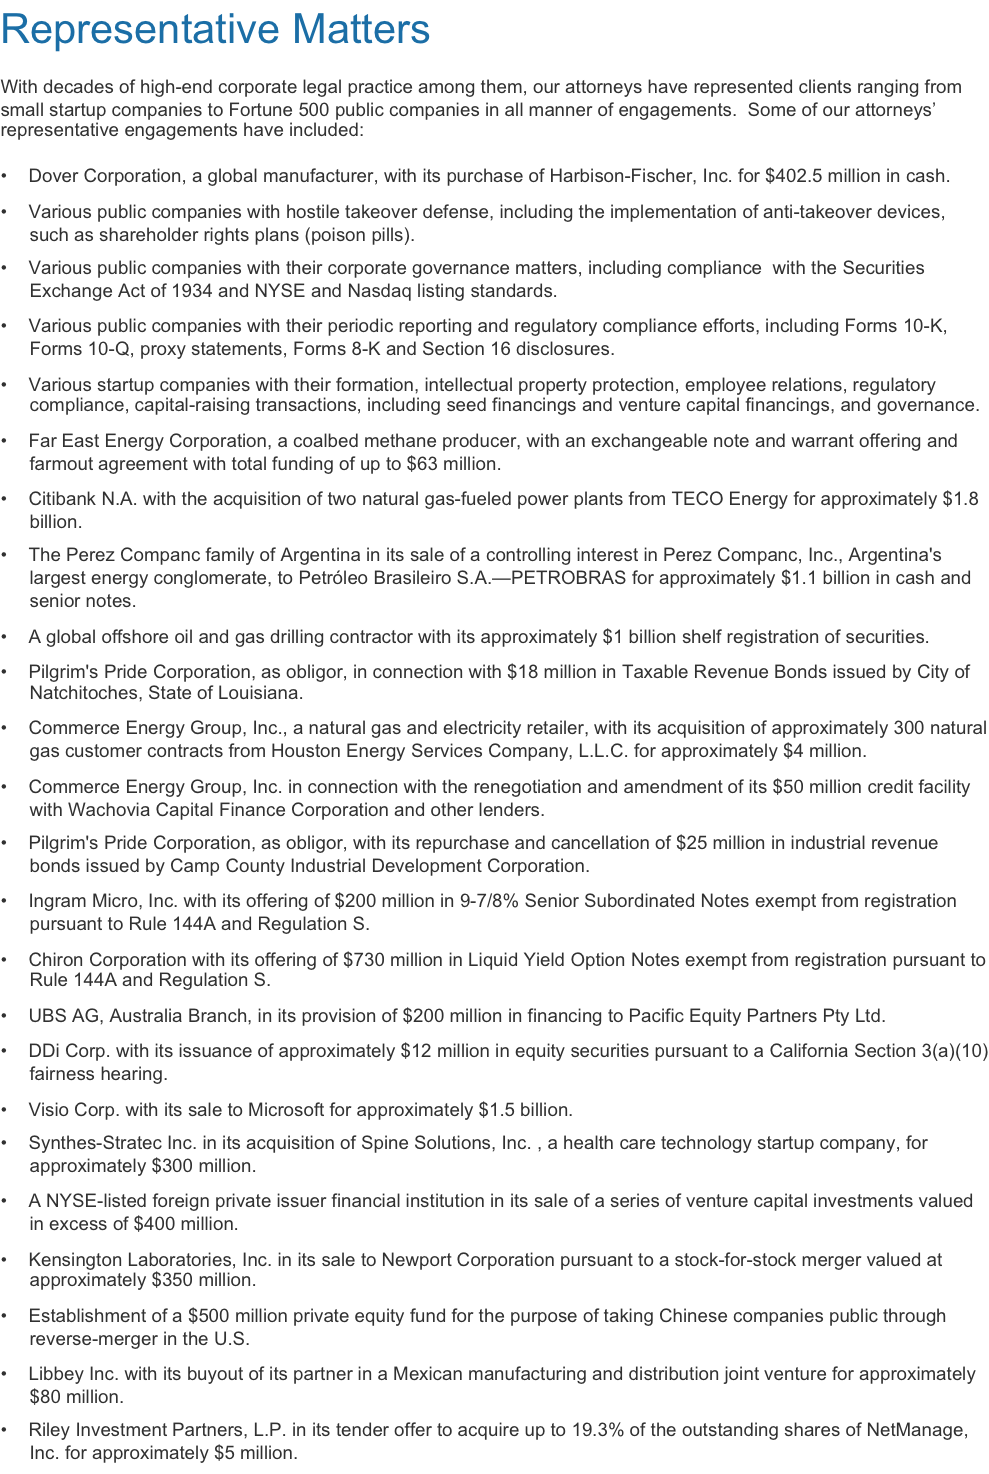 Representative Matters
With decades of high-end corporate legal practice among them, our attorneys have represented clients ranging from
small startup companies to Fortune 500 public companies in all manner of engagements.  Some of our attorneys’
representative engagements have included:
• Dover Corporation, a global manufacturer, with its purchase of Harbison-Fischer, Inc. for $402.5 million in cash.
• Various public companies with hostile takeover defense, including the implementation of anti-takeover devices,
such as shareholder rights plans (poison pills).
• Various public companies with their corporate governance matters, including compliance  with the Securities
Exchange Act of 1934 and NYSE and Nasdaq listing standards.
• Various public companies with their periodic reporting and regulatory compliance efforts, including Forms 10-K,
Forms 10-Q, proxy statements, Forms 8-K and Section 16 disclosures.
• Various startup companies with their formation, intellectual property protection, employee relations, regulatory
compliance, capital-raising transactions, including seed financings and venture capital financings, and governance.
• Far East Energy Corporation, a coalbed methane producer, with an exchangeable note and warrant offering and
farmout agreement with total funding of up to $63 million.
• Citibank N.A. with the acquisition of two natural gas-fueled power plants from TECO Energy for approximately $1.8
billion.
• The Perez Companc family of Argentina in its sale of a controlling interest in Perez Companc, Inc., Argentina's
largest energy conglomerate, to Petróleo Brasileiro S.A.—PETROBRAS for approximately $1.1 billion in cash and
senior notes.
• A global offshore oil and gas drilling contractor with its approximately $1 billion shelf registration of securities.
• Pilgrim's Pride Corporation, as obligor, in connection with $18 million in Taxable Revenue Bonds issued by City of
Natchitoches, State of Louisiana.
• Commerce Energy Group, Inc., a natural gas and electricity retailer, with its acquisition of approximately 300 natural
gas customer contracts from Houston Energy Services Company, L.L.C. for approximately $4 million.
• Commerce Energy Group, Inc. in connection with the renegotiation and amendment of its $50 million credit facility
with Wachovia Capital Finance Corporation and other lenders.
• Pilgrim's Pride Corporation, as obligor, with its repurchase and cancellation of $25 million in industrial revenue
bonds issued by Camp County Industrial Development Corporation.
• Ingram Micro, Inc. with its offering of $200 million in 9-7/8% Senior Subordinated Notes exempt from registration
pursuant to Rule 144A and Regulation S.
• Chiron Corporation with its offering of $730 million in Liquid Yield Option Notes exempt from registration pursuant to
Rule 144A and Regulation S.
• UBS AG, Australia Branch, in its provision of $200 million in financing to Pacific Equity Partners Pty Ltd.
• DDi Corp. with its issuance of approximately $12 million in equity securities pursuant to a California Section 3(a)(10)
fairness hearing.
• Visio Corp. with its sale to Microsoft for approximately $1.5 billion.
• Synthes-Stratec Inc. in its acquisition of Spine Solutions, Inc. , a health care technology startup company, for
approximately $300 million.
• A NYSE-listed foreign private issuer financial institution in its sale of a series of venture capital investments valued
in excess of $400 million.
• Kensington Laboratories, Inc. in its sale to Newport Corporation pursuant to a stock-for-stock merger valued at
approximately $350 million.
• Establishment of a $500 million private equity fund for the purpose of taking Chinese companies public through
reverse-merger in the U.S.
• Libbey Inc. with its buyout of its partner in a Mexican manufacturing and distribution joint venture for approximately
$80 million.
• Riley Investment Partners, L.P. in its tender offer to acquire up to 19.3% of the outstanding shares of NetManage,
Inc. for approximately $5 million.